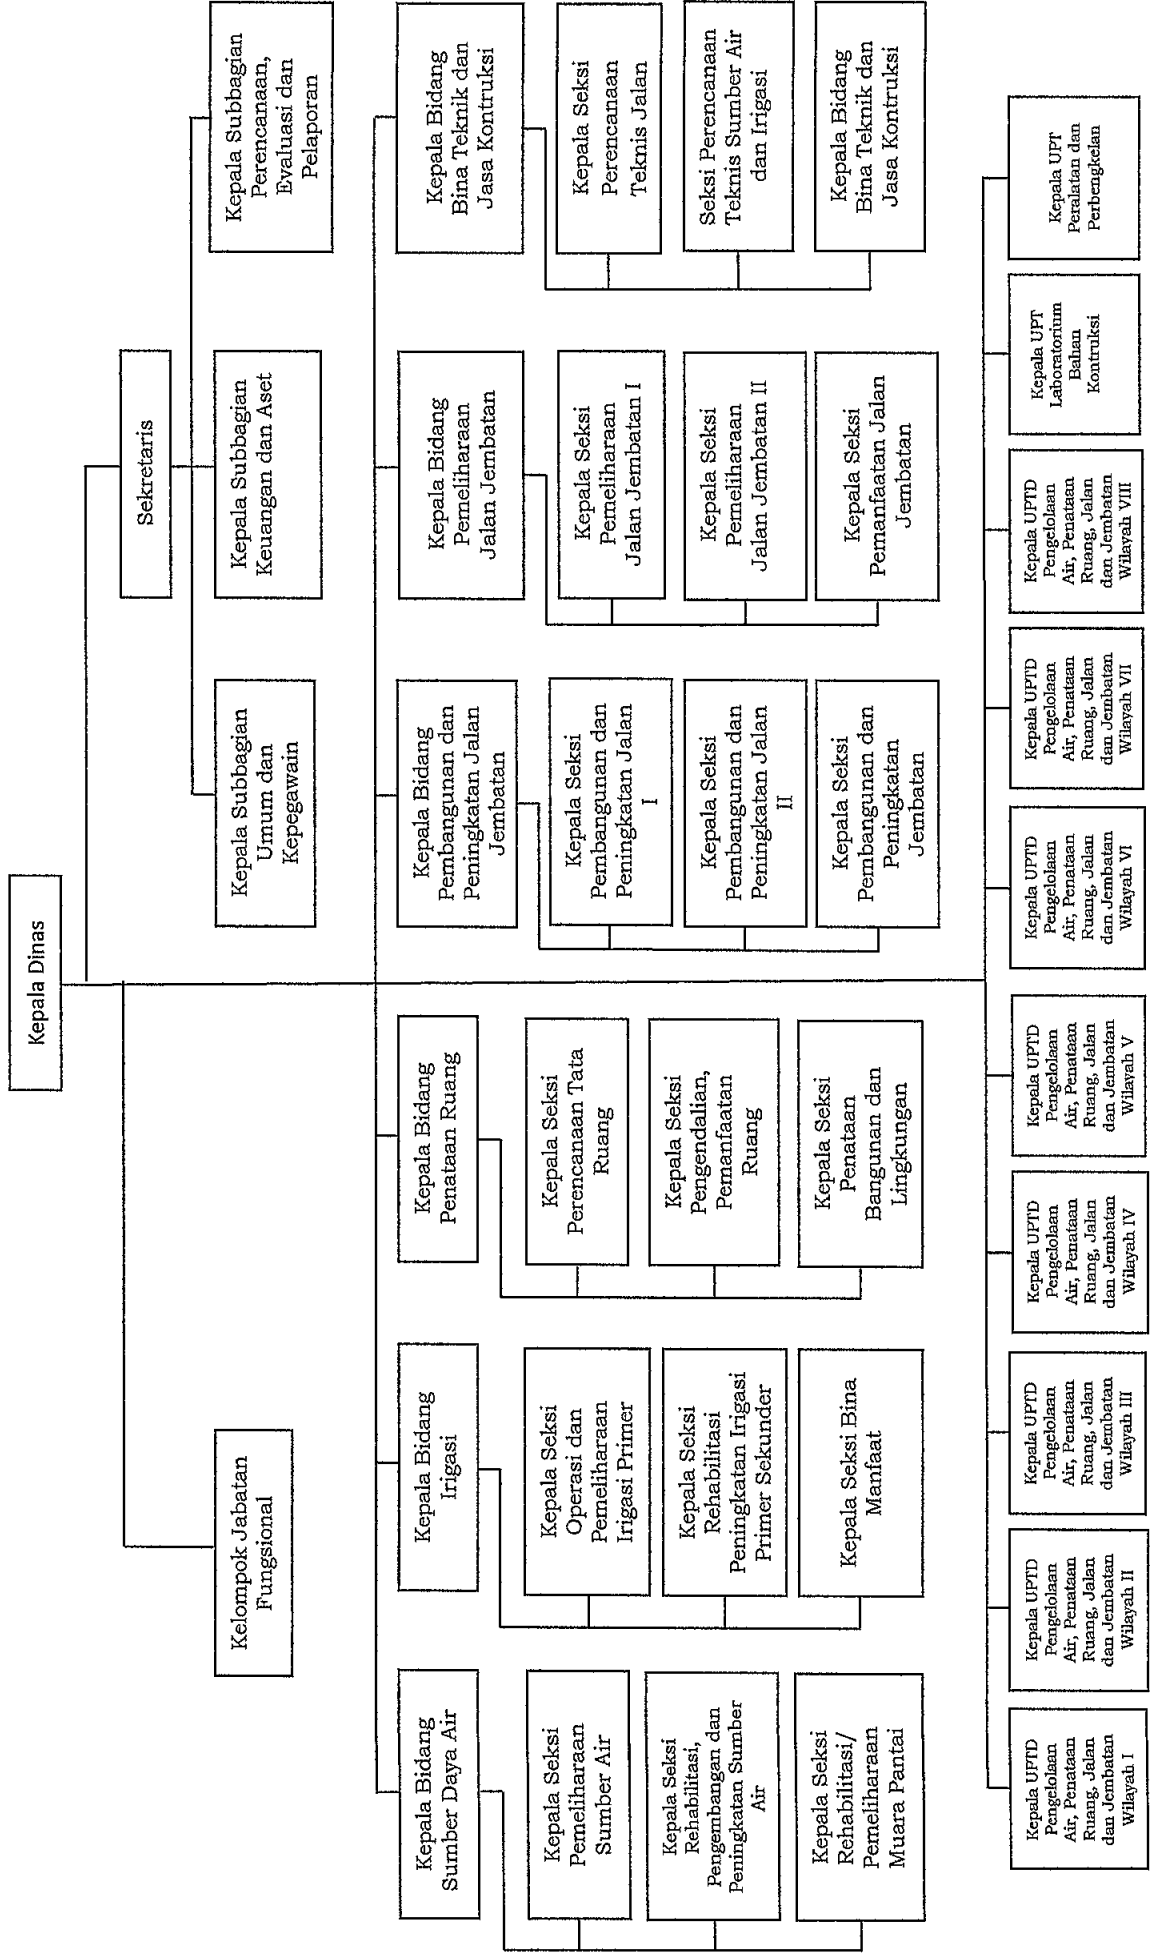 Kepala Dinas
Kelompok Jabatan
Fungsional
Sekretaris
Kepala Subbagian
Umum dan
Kepegawain
Kepala Subbagian
Keuangan dan Aset
Kepala Subbagian
Perencanaan,
Evaluasi dan
Pelaporan
Kepala Bidang
Sumber Daya Air
Kepala Seksi
Pemeliharaan
Sumber Air
Kepala Seksi
Rehabilitasi,
Pengembangan dan
Peningkatan Sumber
Air
Kepala Seksi
Rehabilitasi/
Pemeliharaan
Muara Pantai
Kepala Bidang
Irigasi
Kepala Seksi
Operasi dan
Pemeliharaan
Irigasi Primer
Kepala Seksi
Rehabilitasi
Peningkatan Irigasi
Primer Sekunder
Kepala Seksi Bina
Manfaat
Kepala Bidang
Penataan Ruang
Kepala Seksi
Perencanaan Tata
Ruang
Kepala Seksi
Pengendalian,
Pemanfaatan
Ruang
Kepala Seksi
Penataan
Bangunan dan
Lingkungan
Kepala Bidang
Pembangunan dan
Peningkatan Jalan
Jembatan
Kepala Seksi
Pembangunan dan
Peningkatan Jalan
I
Kepala Seksi
Pembangunan dan
Peningkatan Jalan
II
Kepala Seksi
Pembangunan dan
Peningkatan
Jembatan
Kepala Bidang
Pemeliharaan
Jalan Jembatan
Kepala Seksi
Pemeliharaan
Jalan Jembatan I
Kepala Seksi
Pemeliharaan
Jalan Jembatan II
Kepala Seksi
Pemanfaatan Jalan
Jembatan
Kepala Bidang
Bina Teknik dan
Jasa Kontruksi
Kepala Seksi
Perencanaan
Teknis Jalan
Seksi Perencanaan
Teknis Sumber Air
dan Irigasi
Kepala Bidang
Bina Teknik dan
Jasa Kontruksi
Kepala UPTD
Pengelolaan
Air, Penataan
Ruang, Jalan
dan Jembatan
Wilayah I
Kepala UPTD
Pengelolaan
Air, Penataan
Ruang, Jalan
dan Jembatan
Wilayah II
Kepala UPTD
Pengelolaan
Air, Penataan
Ruang, Jalan
dan Jembatan
Wilayah III
Kepala UPTD
Pengelolaan
Air, Penataan
Ruang, Jalan
dan Jembatan
Wilayah IV
Kepala UPTD
Pengelolaan
Air, Penataan
Ruang, Jalan
dan Jembatan
Wilayah V
Kepala UPTD
Pengelolaam
Air, Penataan
Ruang, Jalan
dan Jembatan
Wilayah VI
Kepala UPTD
Pengelolaan
Air, Penataan
Ruang, Jalan
dan Jembatan
Wilayah VII
Kepala UPTD
Pengelolaan
Air, Penataan
Ruang, Jalan
dan Jembatan
Wilayah VIII
Kepala UPT
Laboratorium
Bahan
Kontruksi
Kepala UPT
Peralatan dan
Perbengkelan